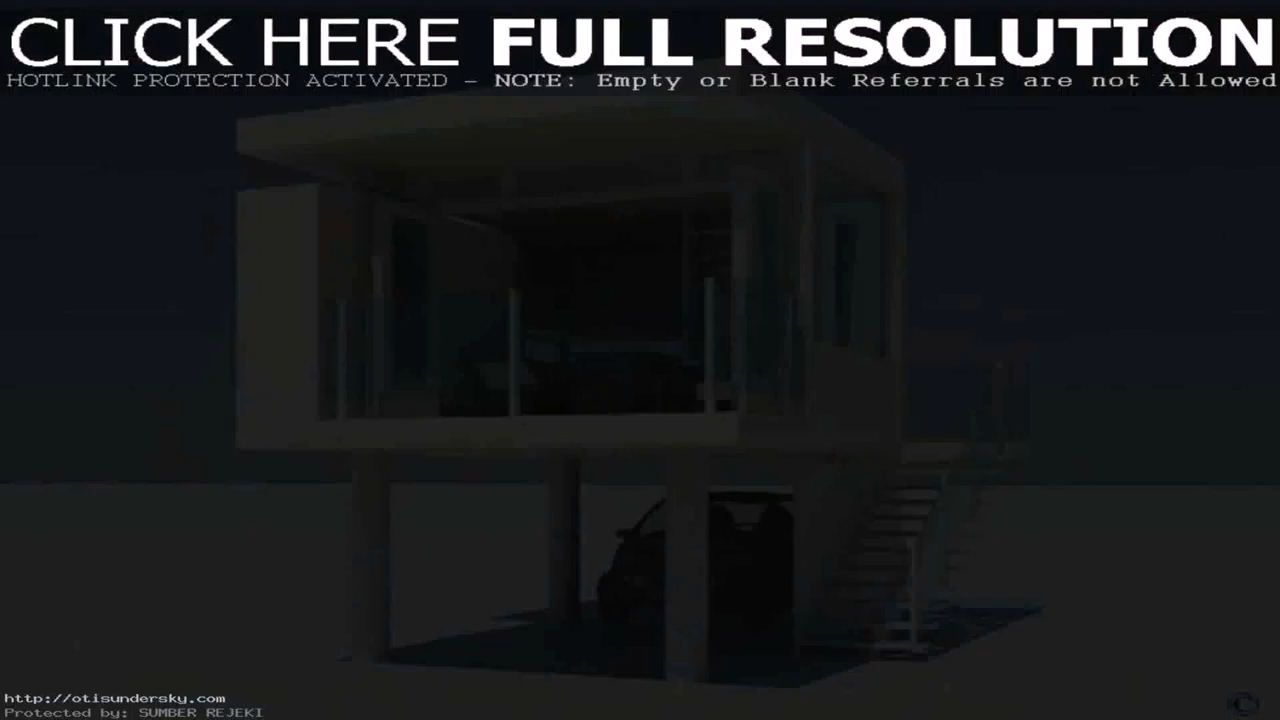 CLICK HERE FULL RESOLUTION
HOTLINK PROTECTION ACTIVATED - NOTE: Empty or Blank Referrals are not Allowed
http://otisundersky.com
Protected by: SUMBER REJEKI